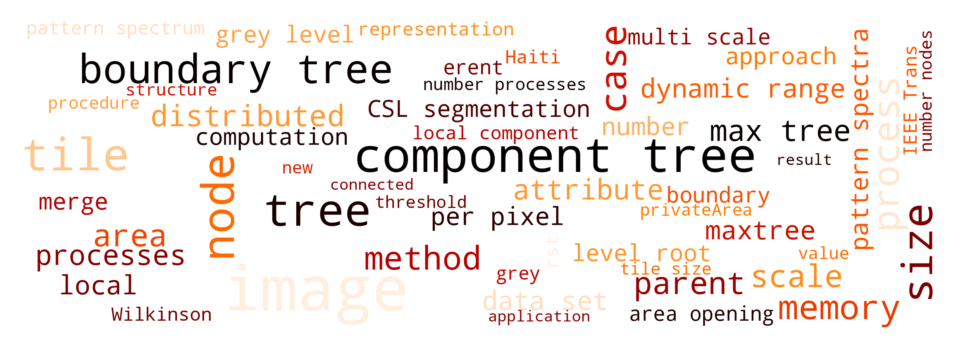 pattern spectrum
grey level
representation
case
multi scale
number nodes
boundary tree
Haiti
erent
approach
IEEE Trans
structure
number processes
dynamic range
pattern spectra
procedure
distributed
CSL segmentation
process
computation
local component
number
max tree
tile
component tree
result
new
connected
attribute
boundary
node
threshold
merge
tree
per pixel
privateArea
size
area
maxtree
processes
method
rst
level root
value
grey
tile size
local
image
parent
scale
data set
memory
Wilkinson
application
area opening